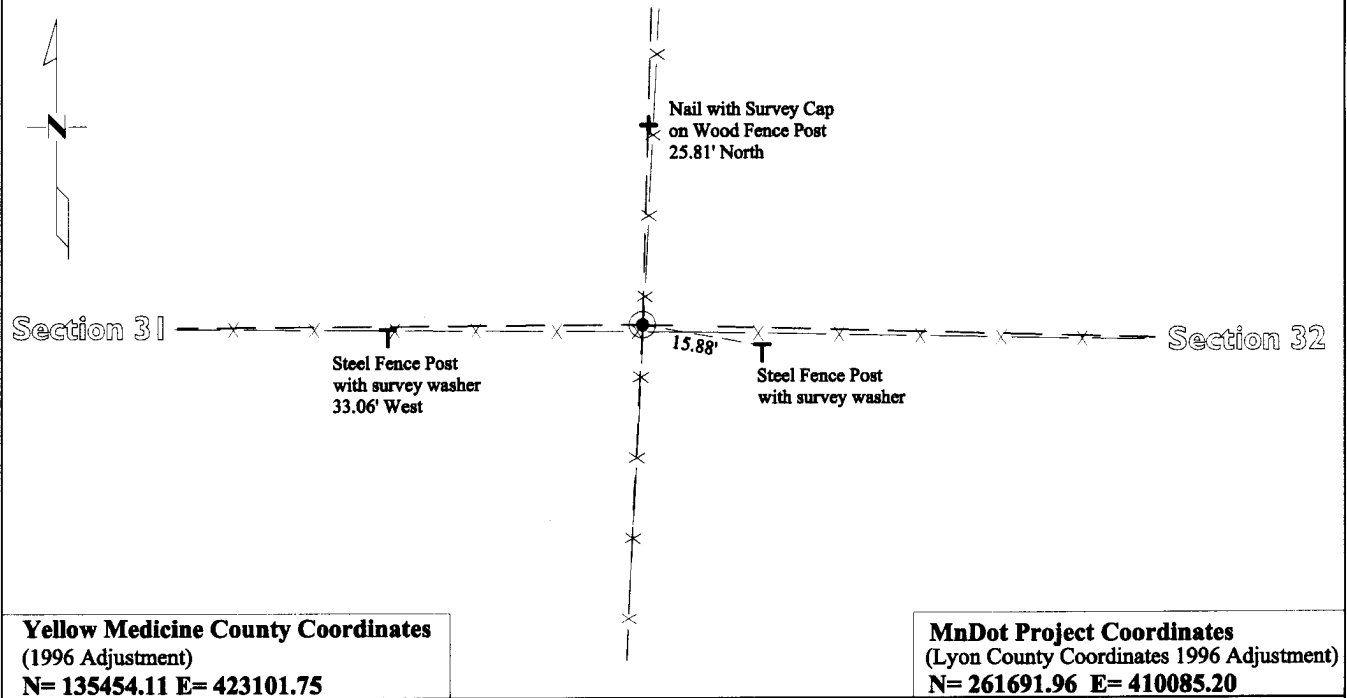 N
Nail with Survey Cap
on Wood Fence Post
25.81' North
Section 31
Section 32
15.88'
Steel Fence Post
with survey washer
33.06' West
Steel Fence Post
with survey washer
Yellow Medicine County Coordinates
(1996 Adjustment)
N= 135454.11 E= 423101.75
MnDot Project Coordinates
(Lyon County Coordinates 1996 Adjustment)
N= 261691.96 E= 410085.20